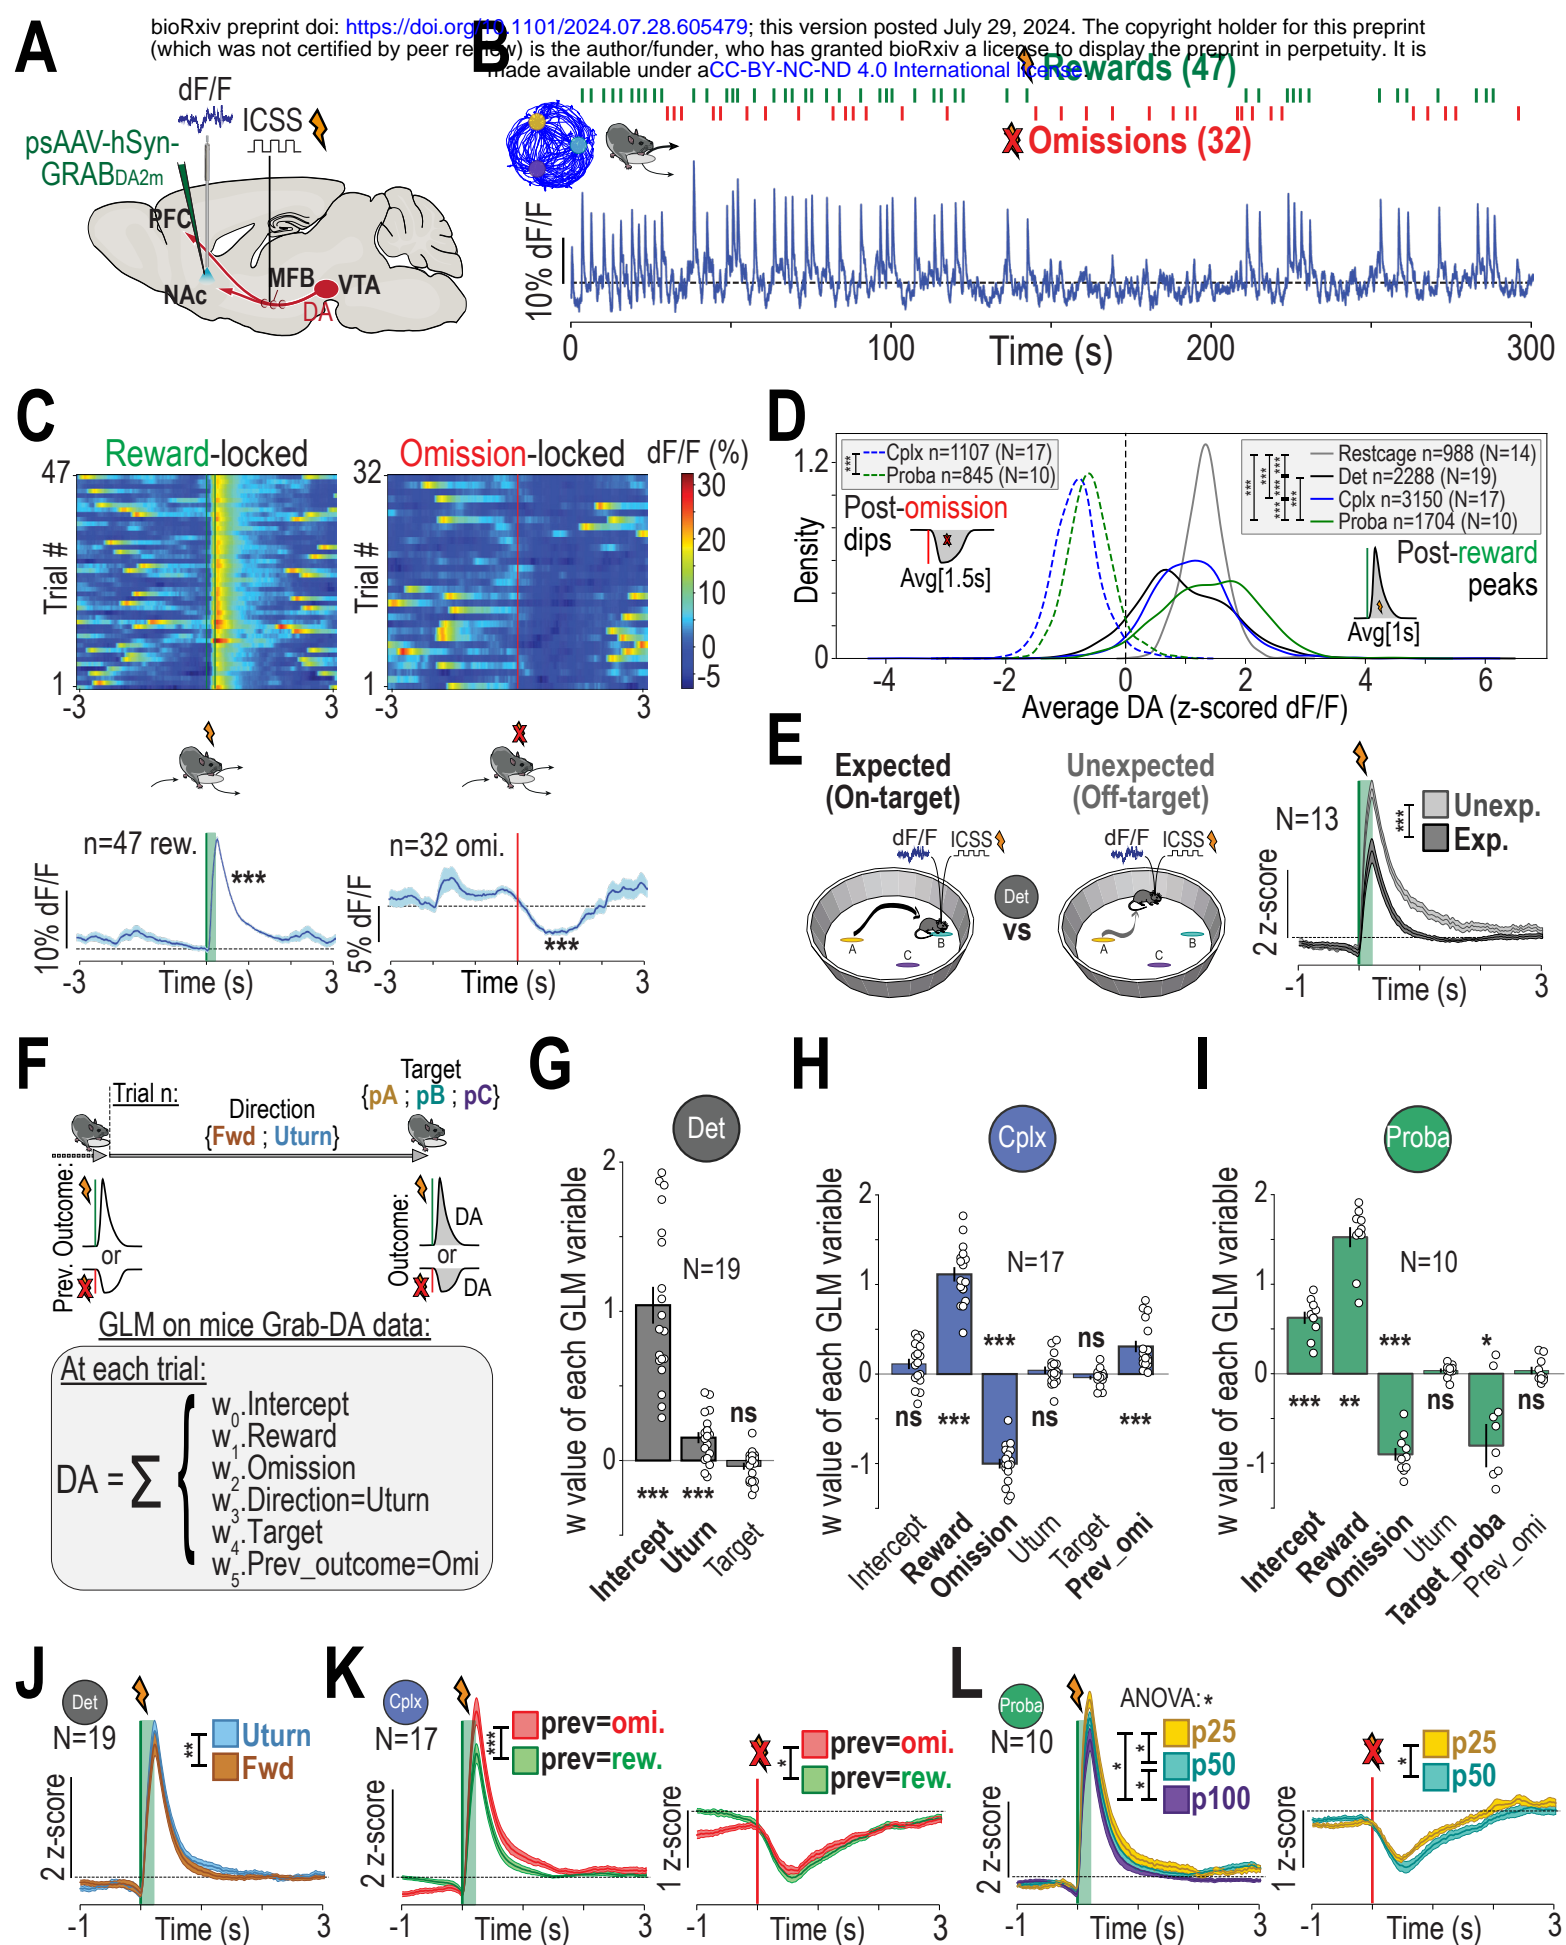 bioRxiv preprint doi: https://doi.org/10.1101/2024.07.28.605479; this version posted July 29, 2024. The copyright holder for this preprint
(which was not certified by peer review) is the author/funder, who has granted bioRxiv a license to display the preprint in perpetuity. It is
made available under aCC-BY-NC-ND 4.0 International license.
A
dF/F
ICSS
psAAV-hSyn-
GRABDA2m
PFC
NAc
MFB
VTA
DA
B
Rewards (47)
Omissions (32)
10% dF/F
0
100
200
300
Time (s)
C
Reward-locked
Omission-locked
dF/F (%)
47
Trial #
1
-3
3
32
Trial #
1
-3
3
30
20
10
0
-5
n=47 rew.
***
10% dF/F
-3
Time (s)
3
n=32 omi.
***
5% dF/F
-3
Time (s)
3
D
1.2
Density
0
*** Cplx n=1107 (N=17)
Proba=845 (N=10)
Post-omission
dips
Avg[1.5s]
Restcage n=988 (N=14)
Det n=2288 (N=19)
Cplx n=3150 (N=17)
Proba n=1704 (N=10)
*** *** *** *** *** ***
Post-reward
peaks
Avg[1s]
-4
-2
0
2
4
6
Average DA (z-scored dF/F)
E
Expected
(On-target)
Unexpected
(Off-target)
dF/F
ICSS
dF/F
ICSS
Det
vs
A
B
C
A
B
C
N=13
***
Unexp.
Exp.
2 z-score
-1
Time (s)
3
F
Trial n:
Target
{pA ; pB ; pC}
Direction
{Fwd ; Uturn}
Prev. Outcome:
or
Outcome:
DA
or
DA
GLM on mice Grab-DA data:
At each trial:
DA = Σ {
w0.Intercept
w1.Reward
w2.Omission
w3.Direction=Uturn
w4.Target
w5.Prev_outcome=Omi
G
Det
w value of each GLM variable
2
1
0
N=19
ns
***
***
Intercept
Uturn
Target
H
Cplx
w value of each GLM variable
2
1
0
-1
N=17
***
ns
ns
***
ns
***
Intercept
Reward
Omission
Uturn
Target
Prev_omi
I
Proba
w value of each GLM variable
2
1
0
-1
N=10
***
*
***
**
ns
ns
Intercept
Reward
Omission
Uturn
Target_proba
Prev_omi
J
Det
N=19
**
Uturn
Fwd
2 z-score
-1
Time (s)
3
K
Cplx
N=17
***
prev=omi.
prev=rew.
2 z-score
-1
Time (s)
3
*
prev=omi.
prev=rew.
1 z-score
-1
Time (s)
3
L
Proba
N=10
ANOVA: *
* * *
p25
p50
p100
2 z-score
-1
Time (s)
3
*
p25
p50
1 z-score
-1
Time (s)
3